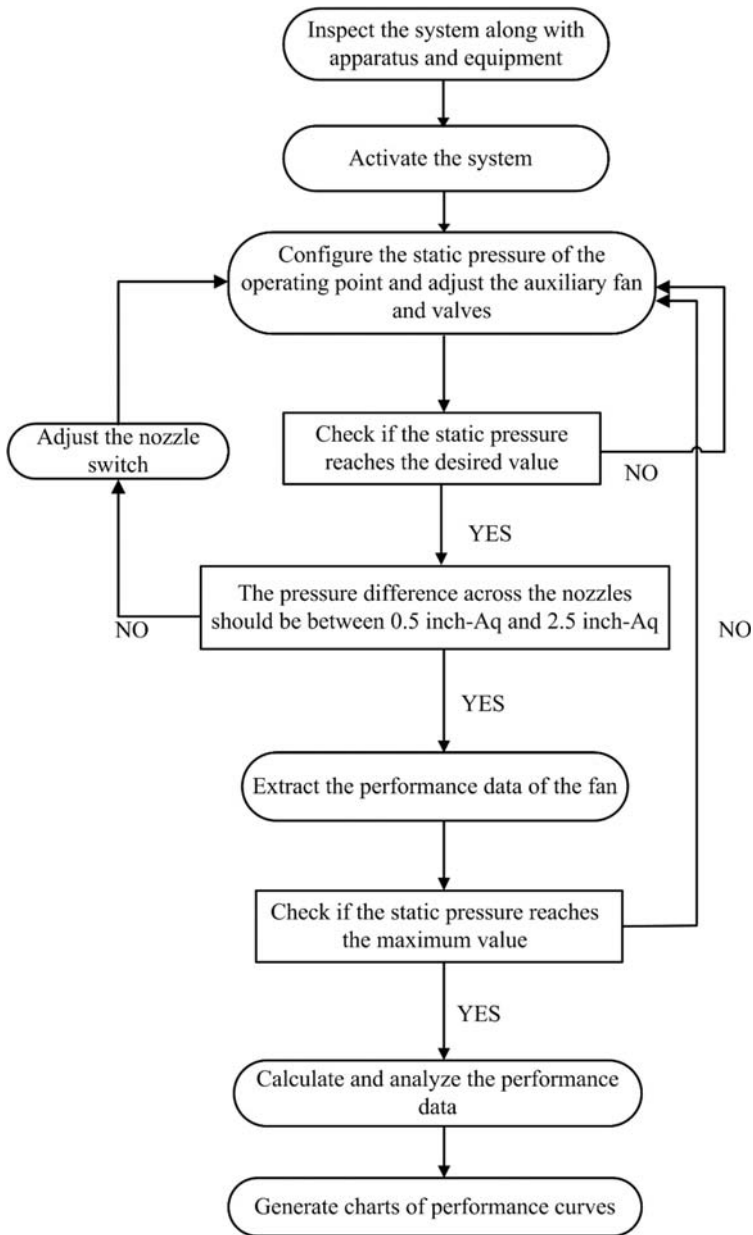 Inspect the system along with
apparatus and equipment
Activate the system
Configure the static pressure of the
operating point and adjust the auxiliary fan
and valves
Adjust the nozzle
switch
Check if the static pressure
reaches the desired value
NO
YES
The pressure difference across the nozzles
should be between 0.5 inch-Aq and 2.5 inch-Aq
NO
NO
YES
Extract the performance data of the fan
Check if the static pressure reaches
the maximum value
YES
Calculate and analyze the performance
data
Generate charts of performance curves